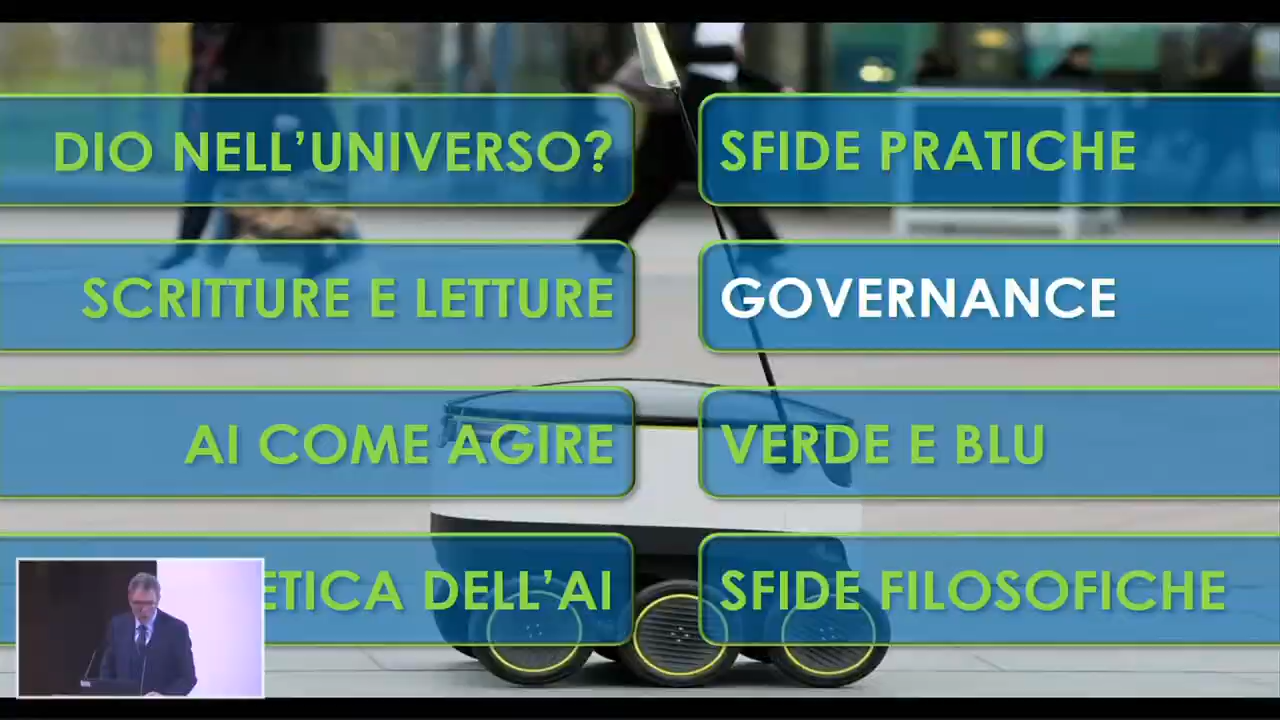 DIO NELL'UNIVERSO?
SCRITTURE E LETTURE
AI COME AGIRE
ETICA DELL'AI
SFIDE PRATICHE
GOVERNANCE
VERDE E BLU
SFIDE FILOSOFICHE